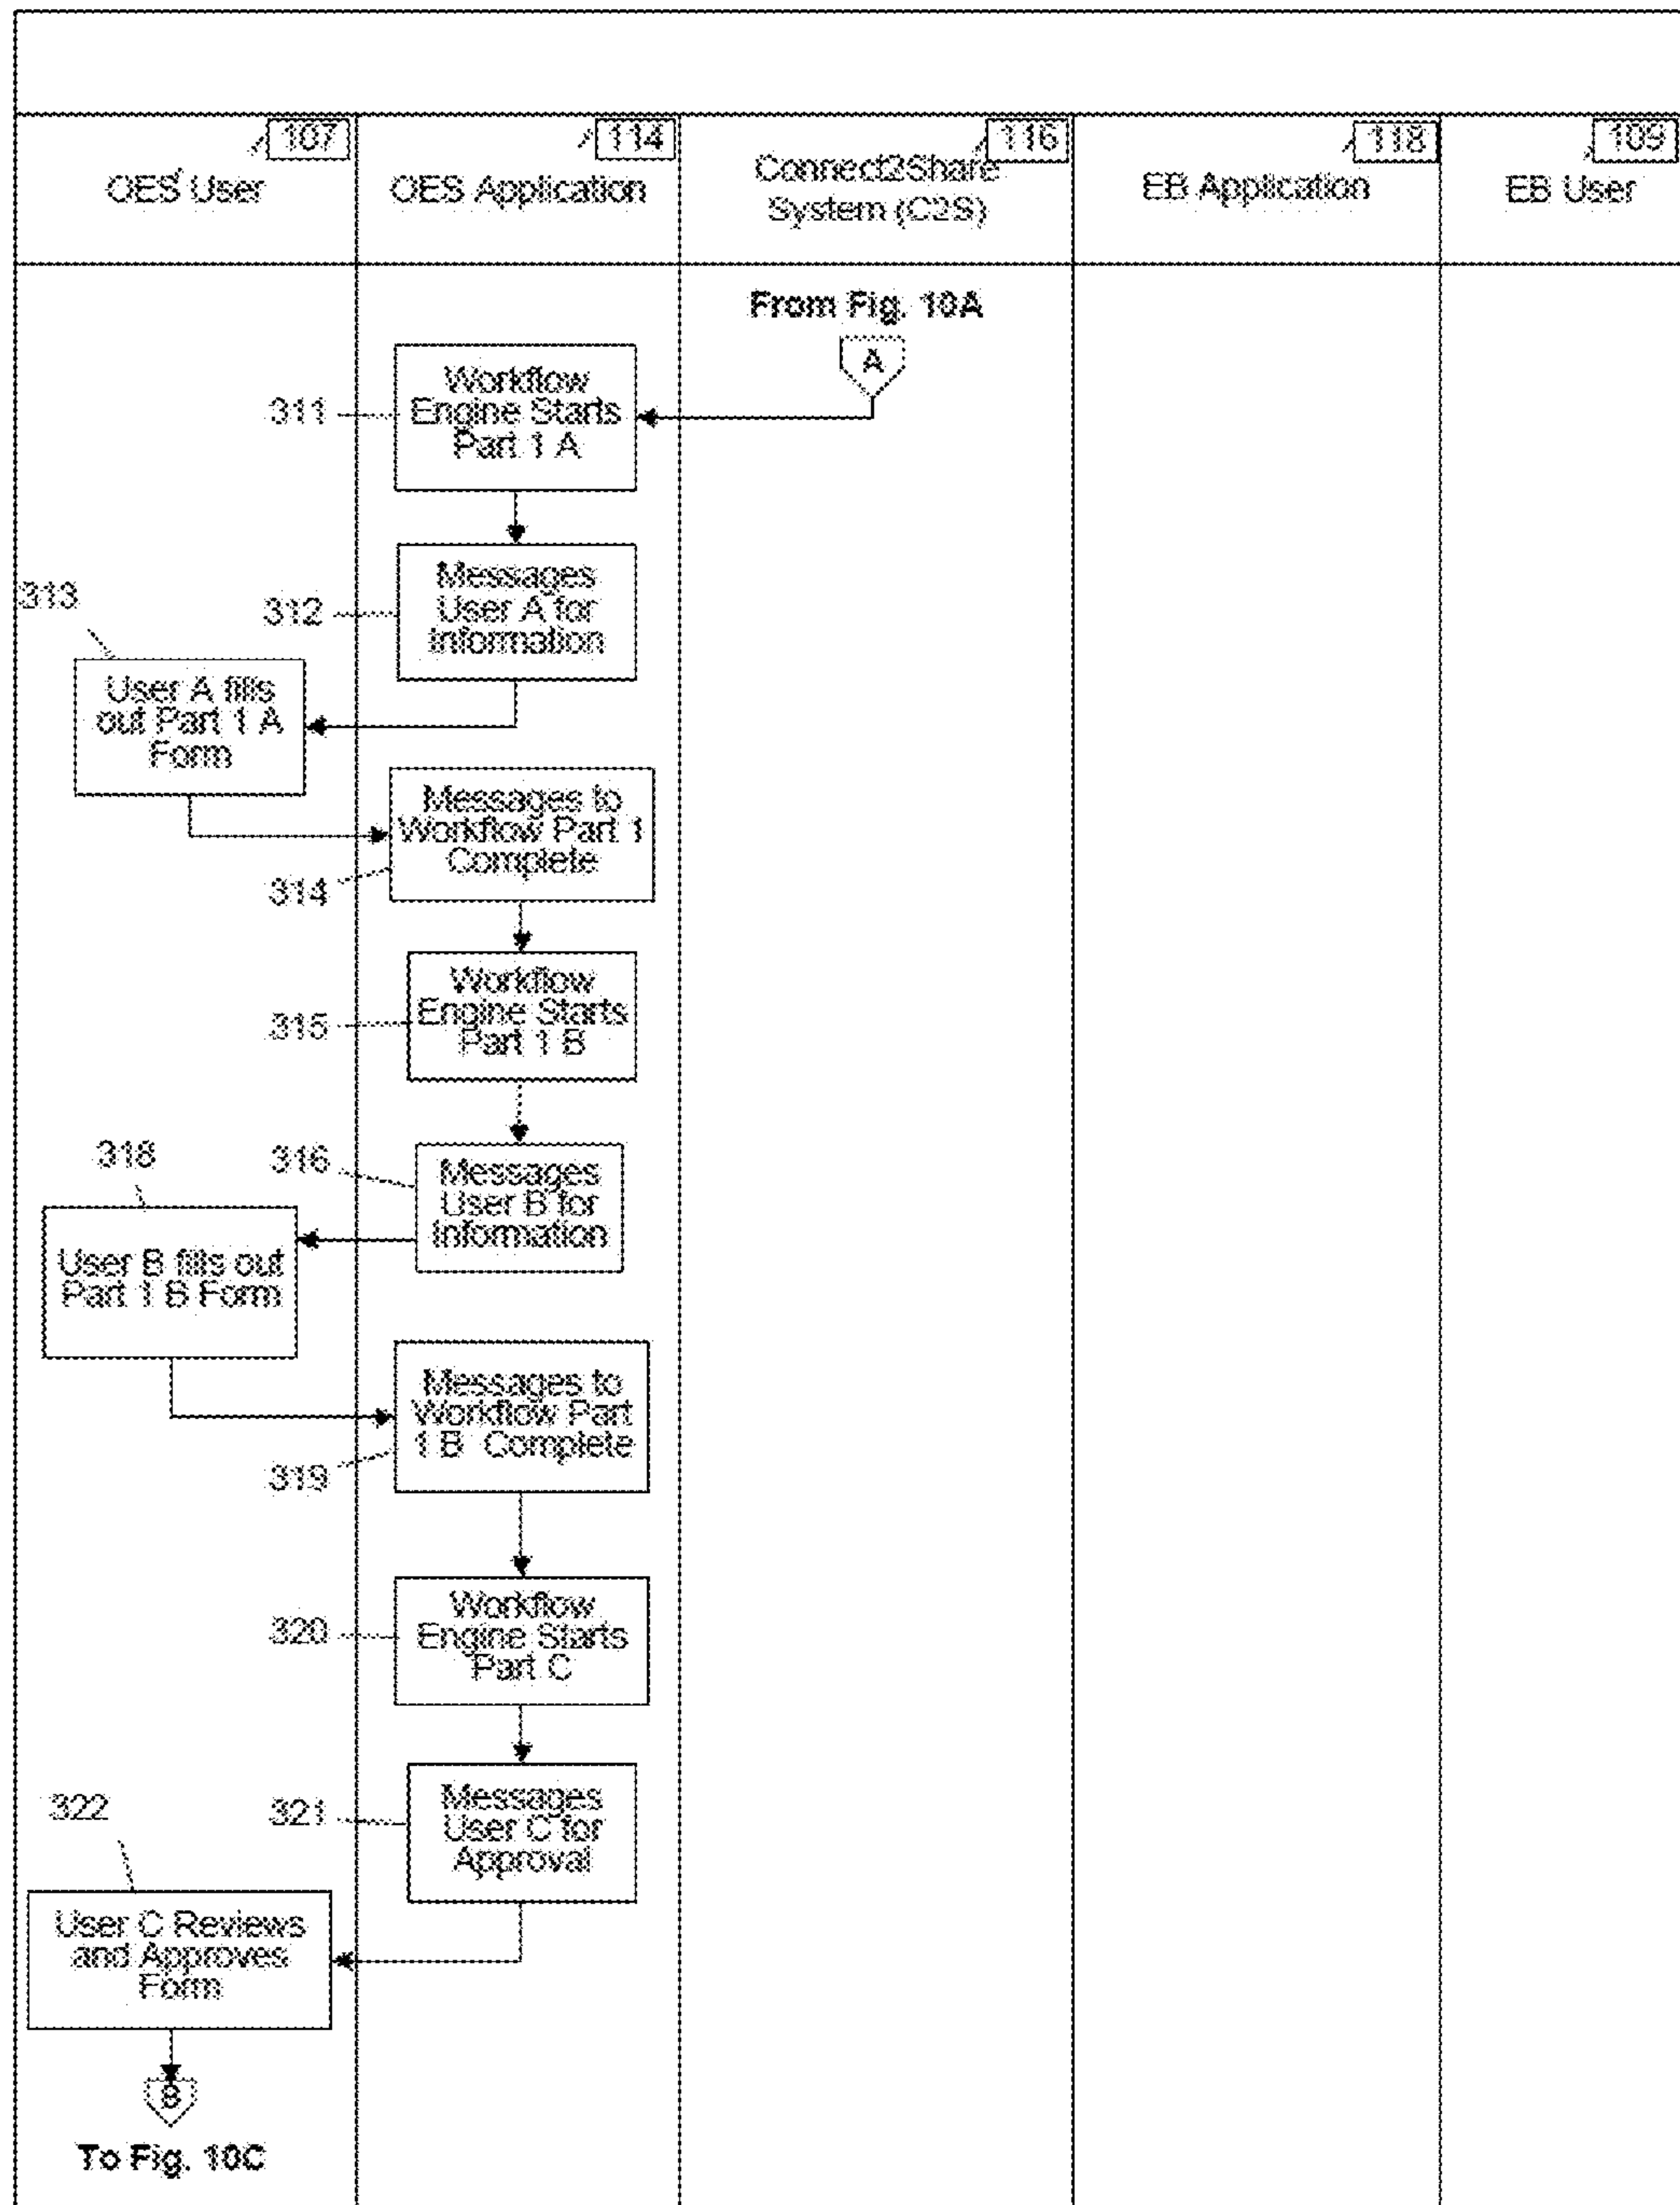 107
OES User
114
OES Application
116
Connect2Share
System (C2S)
118
EB Application
109
EB User
From Fig. 10A
A
311
Workflow
Engine Starts
Part 1 A
312
Messages
User A for
Information
313
User A fills
out Part 1 A
Form
314
Messages to
Workflow Part 1
Complete
315
Workflow
Engine Starts
Part 1 B
316
Messages
User B for
Information
318
User B fills out
Part 1 B Form
319
Messages to
Workflow Part
1 B Complete
320
Workflow
Engine Starts
Part C
321
Messages
User C for
Approval
322
User C Reviews
and Approves
Form
B
To Fig. 10C